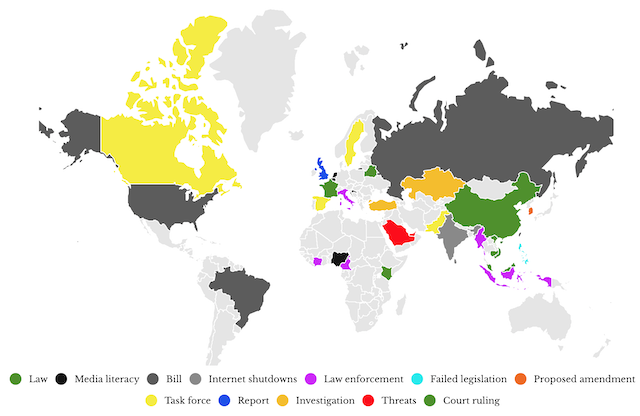 Law Media literacy Bill Internet shutdowns Law enforcement Failed legislation Proposed amendment
Task force Report Investigation Threats Court ruling